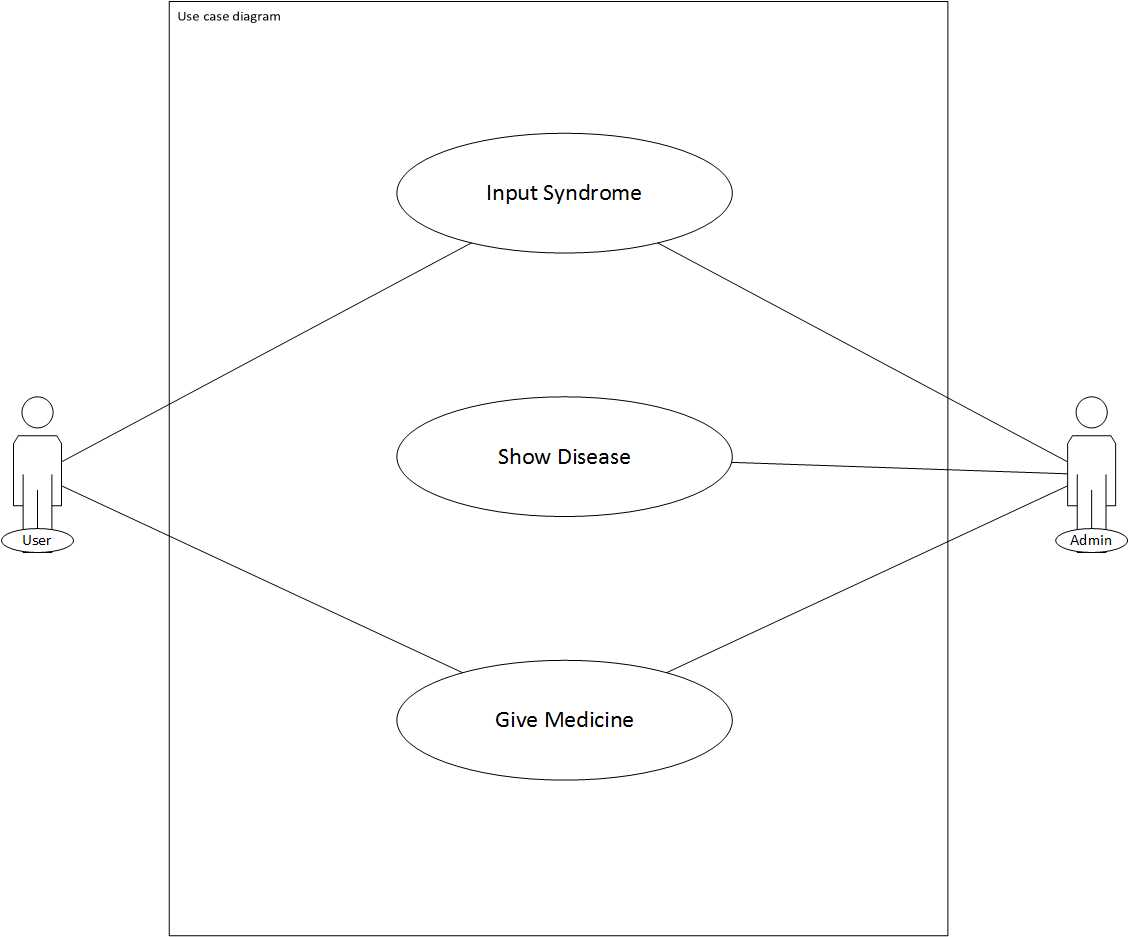 Use case diagram
Input Syndrome
Show Disease
User
Admin
Give Medicine